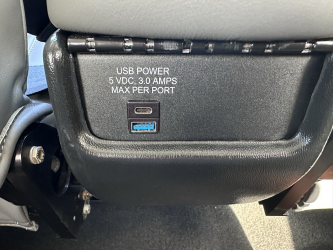 USB POWER
5 VDC, 3.0 AMPS
MAX PER PORT